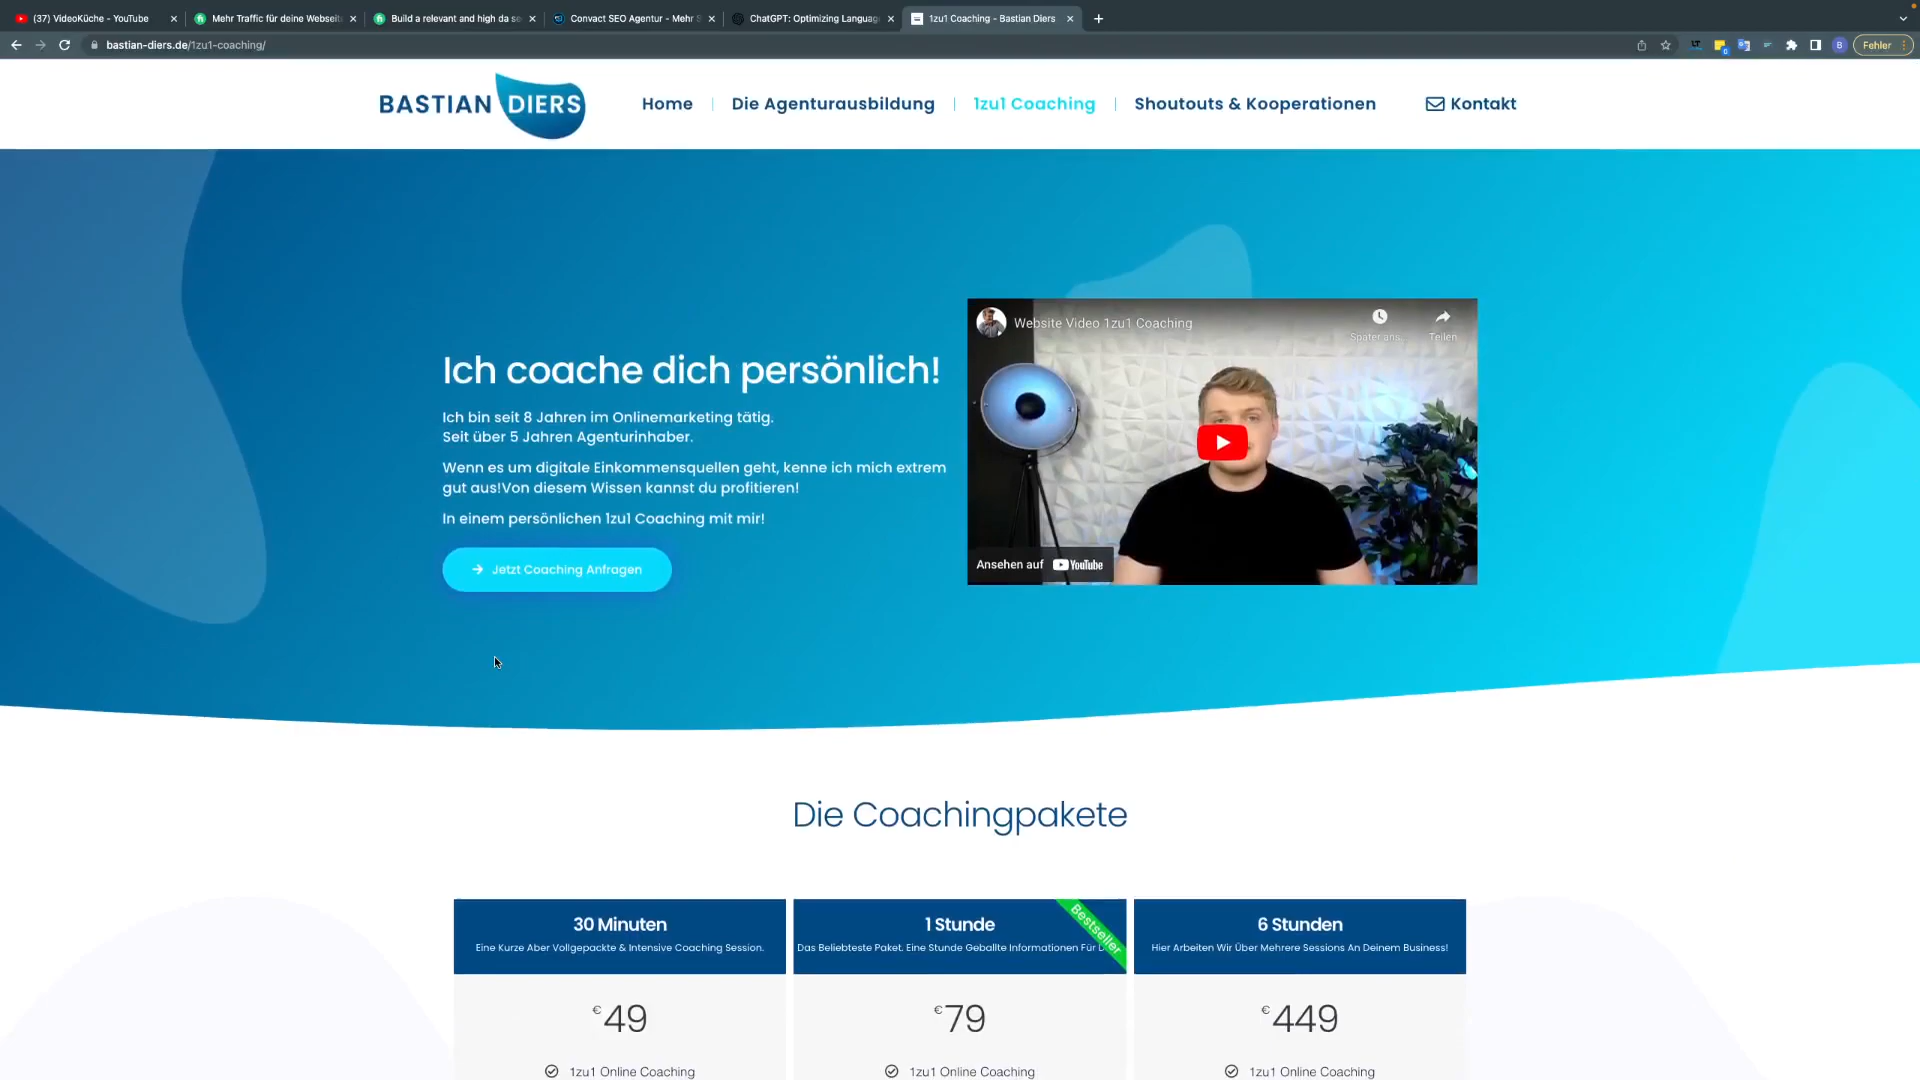 (37) VideoKüche - YouTube
Mehr Traffic für deine Webseit
Build a relevant and high da se
Convact SEO Agentur - Mehr S
ChatGPT: Optimizing Language
1zu1 Coaching - Bastian Diers
bastian-diers.de/1zu1-coaching/
Fehler
BASTIAN DIERS
Home
Die Agenturausbildung
1zu1 Coaching
Shoutouts & Kooperationen
Kontakt
Website Video 1zu1 Coaching
Später ans.
Teilen
Ich coache dich persönlich!
Ich bin seit 8 Jahren im Onlinemarketing tätig.
Seit über 5 Jahren Agenturinhaber.
Wenn es um digitale Einkommensquellen geht, kenne ich mich extrem
gut aus!Von diesem Wissen kannst du profitieren!
In einem persönlichen 1zu1 Coaching mit mir!
Jetzt Coaching Anfragen
Ansehen auf YouTube
Die Coachingpakete
30 Minuten
Eine Kurze Aber Vollgepackte & Intensive Coaching Session.
€49
1zu1 Online Coaching
1 Stunde
Bestseller
Das Beliebteste Paket. Eine Stunde Geballte Informationen Für D
€79
1zu1 Online Coaching
6 Stunden
Hier Arbeiten Wir Über Mehrere Sessions An Deinem Business!
€449
1zu1 Online Coaching